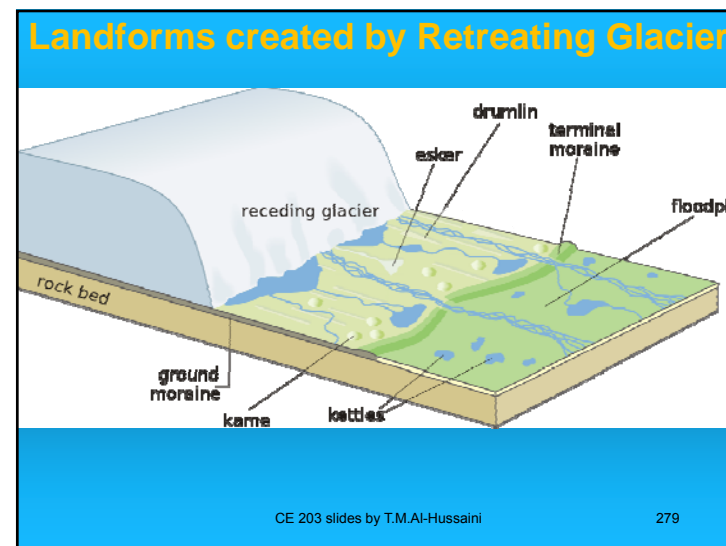 Landforms created by Retreating Glacier
drumlin
terminal
moraine
esker
floodpl
receding glacier
rock bed
ground
moraine
kame
kettles
CE 203 slides by T.M.Al-Hussaini
279